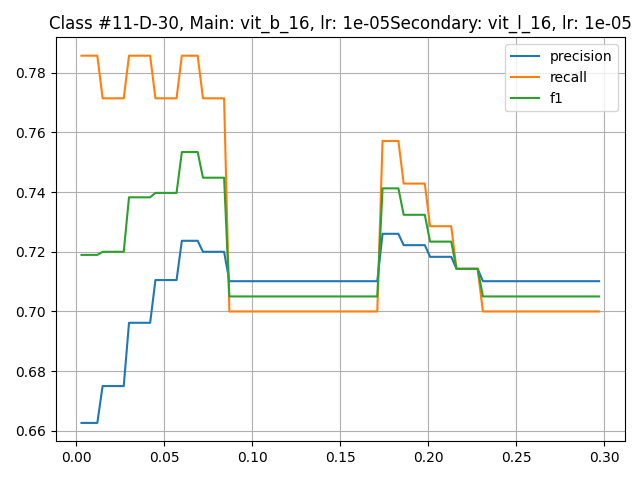 Class #11-D-30, Main: vit_b_16, lr: 1e-05Secondary: vit_l_16, lr: 1e-05
precision
recall
f1
0.78
0.76
0.74
0.72
0.70
0.68
0.66
0.00 0.05 0.10 0.15 0.20 0.25 0.30